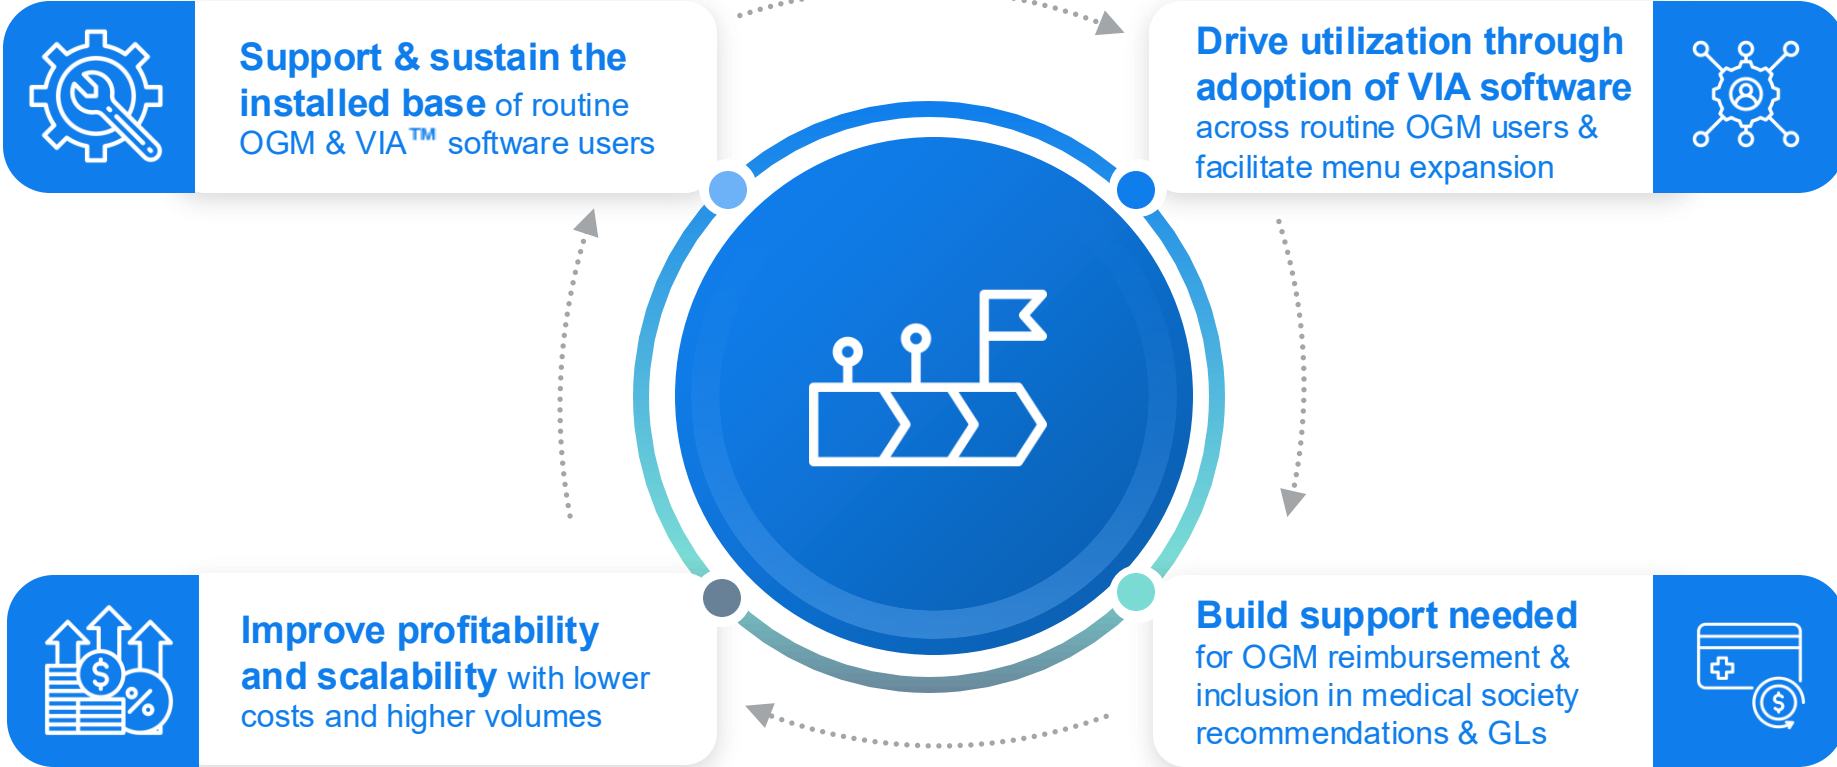 Support & sustain the
installed base of routine
OGM & VIA™ software users
Drive utilization through
adoption of VIA software
across routine OGM users &
facilitate menu expansion
Improve profitability
and scalability with lower
costs and higher volumes
$
%
Build support needed
for OGM reimbursement &
inclusion in medical society
recommendations & GLs
$